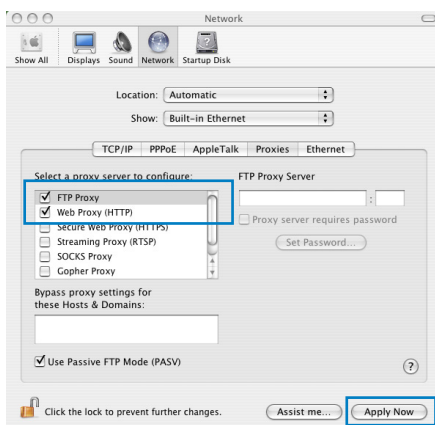 Network
Show All Displays Sound Network Startup Disk
Location: Automatic
Show: Built-in Ethernet
TCP/IP PPPoE AppleTalk Proxies Ethernet
Select a proxy server to configure: FTP Proxy Server
FTP Proxy :
Web Proxy (HTTP) Proxy server requires password
Secure Web Proxy (HTTPS)
Streaming Proxy (RTSP) Set Password...
SOCKS Proxy
Gopher Proxy
Bypass proxy settings for
these Hosts & Domains:
Use Passive FTP Mode (PASV) ?
Click the lock to prevent further changes. Assist me... Apply Now